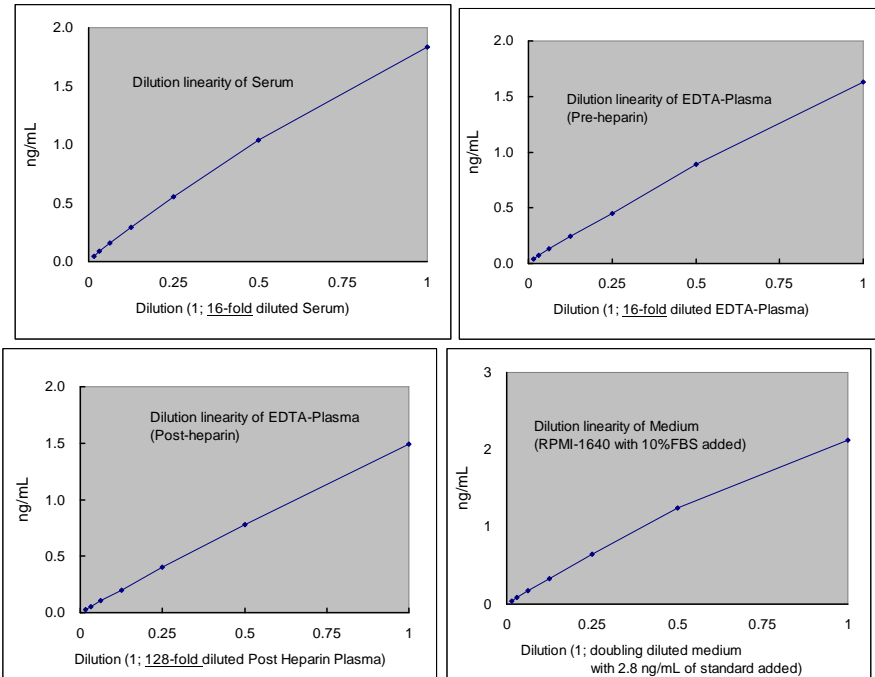 2.0
1.5
1.0
0.5
0.0
ng/mL
Dilution linearity of Serum
0 0.25 0.5 0.75 1
Dilution (1; 16-fold diluted Serum)
2.0
1.5
1.0
0.5
0.0
ng/mL
Dilution linearity of EDTA-Plasma
(Pre-heparin)
0 0.25 0.5 0.75 1
Dilution (1; 16-fold diluted EDTA-Plasma)
2.0
1.5
1.0
0.5
0.0
ng/mL
Dilution linearity of EDTA-Plasma
(Post-heparin)
0 0.25 0.5 0.75 1
Dilution (1; 128-fold diluted Post Heparin Plasma)
3
2
1
0
ng/mL
Dilution linearity of Medium
(RPMI-1640 with 10%FBS added)
0 0.25 0.5 0.75 1
Dilution (1; doubling diluted medium
with 2.8 ng/mL of standard added)